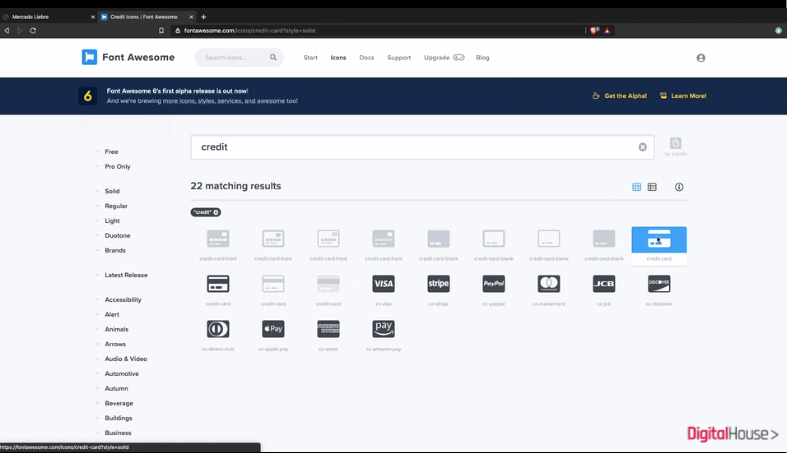 Mercado Liebre
Credit Icons | Font Awesome
fontawesome.com/icons/credit-card?style=solid
Font Awesome
Search icons...
Start
Icons
Docs
Support
Upgrade
Blog
6
Font Awesome 6's first alpha release is out now!
And we're brewing more icons, styles, services, and awesome too!
Get the Alpha!
Learn More!
credit
by algolia
22 matching results
"credit"
Free
Pro Only
Solid
Regular
Light
Duotone
Brands
Latest Release
Accessibility
Alert
Animals
Arrows
Audio & Video
Automotive
Autumn
Beverage
Buildings
Business
credit-card-front
credit-card-front
credit-card-front
credit-card-front
credit-card-blank
credit-card-blank
credit-card-blank
credit-card-blank
credit-card
VISA
stripe
PayPal
JCB
DISCOVER
credit-card
credit-card
credit-card
cc-visa
cc-stripe
cc-paypal
cc-mastercard
cc-jcb
cc-discover
Pay
pay
cc-diners-club
cc-apple-pay
cc-amex
cc-amazon-pay
https://fontawesome.com/icons/credit-card?style=solid
DigitalHouse>